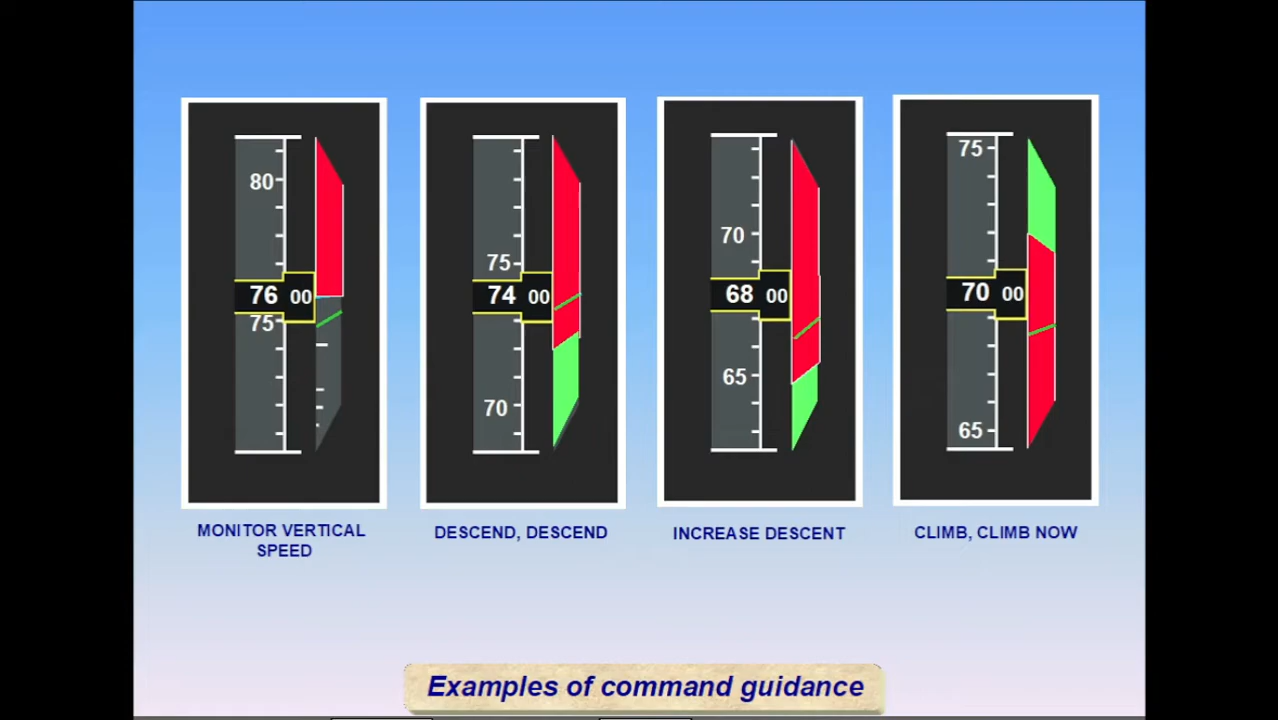 80
76 00
75
MONITOR VERTICAL
SPEED
75
74 00
70
DESCEND, DESCEND
70
68 00
65
INCREASE DESCENT
75
70 00
65
CLIMB, CLIMB NOW
Examples of command guidance